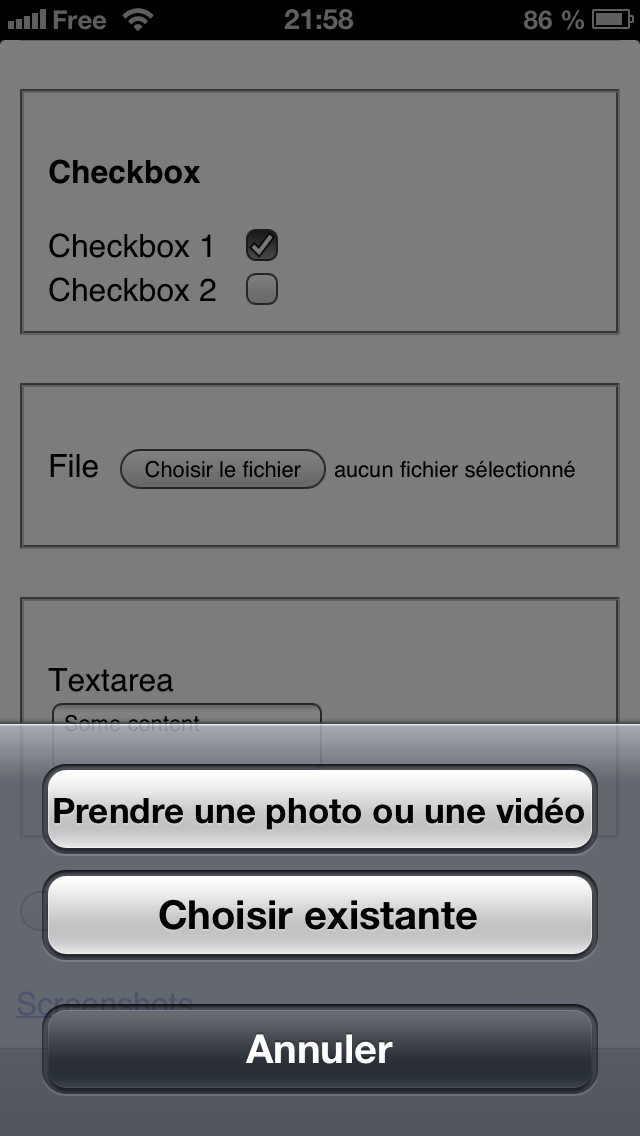 Free 21:58 86 %
Checkbox
Checkbox 1
Checkbox 2
File Choisir le fichier aucun fichier sélectionné
Textarea
Some content
Prendre une photo ou une vidéo
Choisir existante
Screenshots
Annuler